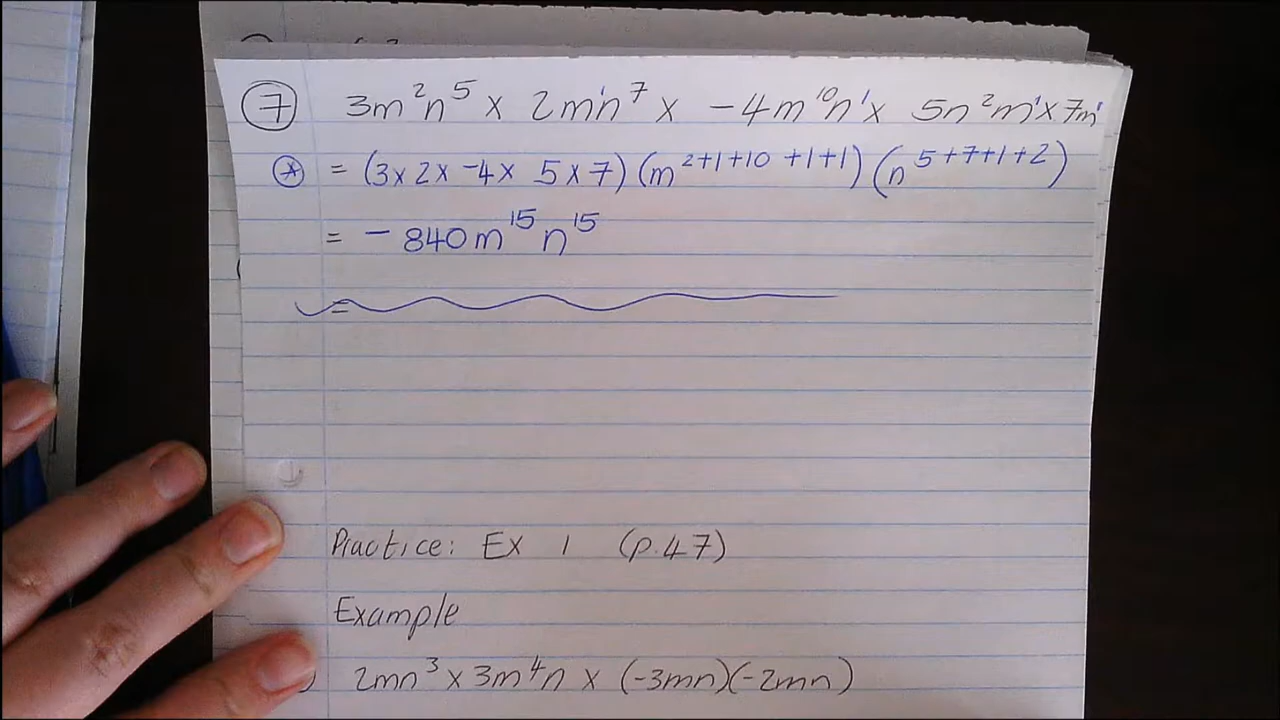 ⑦ 3m²n⁵ × 2m¹n⁷ × -4m¹⁰n¹ × 5n²m¹ × 7m¹
⊛ = (3×2×-4× 5×7)(m²⁺¹⁺¹⁰⁺¹⁺¹)(n⁵⁺⁷⁺¹⁺²)
= -840m¹⁵n¹⁵
=
Practice: Ex 1 (p.47)
Example
) 2mn³ × 3m⁴n × (-3mn)(-2mn)